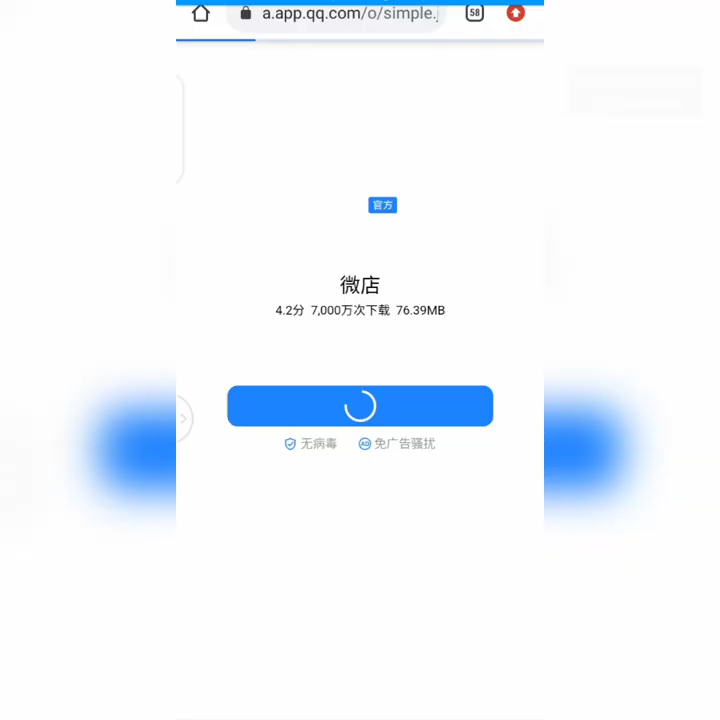 a.app.qq.com/o/simple.j
58
官方
微店
4.2分 7,000万次下载 76.39MB
无病毒 AD 免广告骚扰